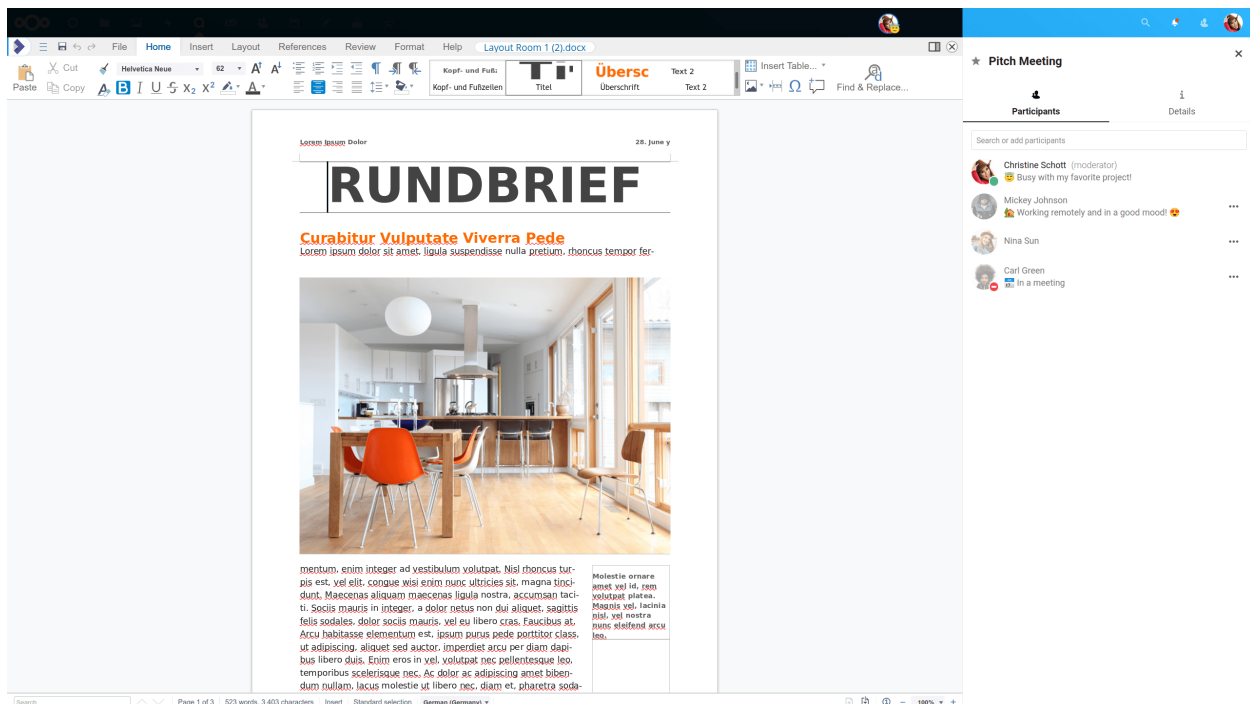 File Home Insert Layout References Review Format Help Layout Room 1 (2).docx
Paste
Cut
Copy
Helvetica Neue 62
Kopf- und Fuß
Kopf- und Fußzeilen
Titel
Übersc
Überschrift
Text 2
Text 2
Insert Table...
Find & Replace...
Lorem Ipsum Dolor 28. June y
RUNDBRIEF
Curabitur Vulputate Viverra Pede
Lorem ipsum dolor sit amet, ligula suspendisse nulla pretium, rhoncus tempor fer-
mentum, enim integer ad vestibulum volutpat. Nisl rhoncus tur-
pis est, vel elit, congue wisi enim nunc ultricies sit, magna tinci-
dunt. Maecenas aliquam maecenas ligula nostra, accumsan taci-
ti. Sociis mauris in integer, a dolor netus non dui aliquet, sagittis
felis sodales, dolor sociis mauris, vel eu libero cras. Faucibus at.
Arcu habitasse elementum est, ipsum purus pede porttitor class,
ut adipiscing, aliquet sed auctor, imperdiet arcu per diam dapi-
bus libero duis. Enim eros in vel, volutpat nec pellentesque leo,
temporibus scelerisque nec. Ac dolor ac adipiscing amet biben-
dum nullam, lacus molestie ut libero nec, diam et, pharetra soda-
Molestie ornare
amet vel id, rem
volutpat platea.
Magnis vel, lacinia
nisl, vel nostra
nunc eleifend arcu
leo.
Search Page 1 of 3 523 words, 3,403 characters Insert Standard selection German (Germany) 100%
Pitch Meeting
Participants Details
Search or add participants
Christine Schott (moderator)
😇 Busy with my favorite project!
Mickey Johnson
🏡 Working remotely and in a good mood! 😍
Nina Sun
Carl Green
📅 In a meeting